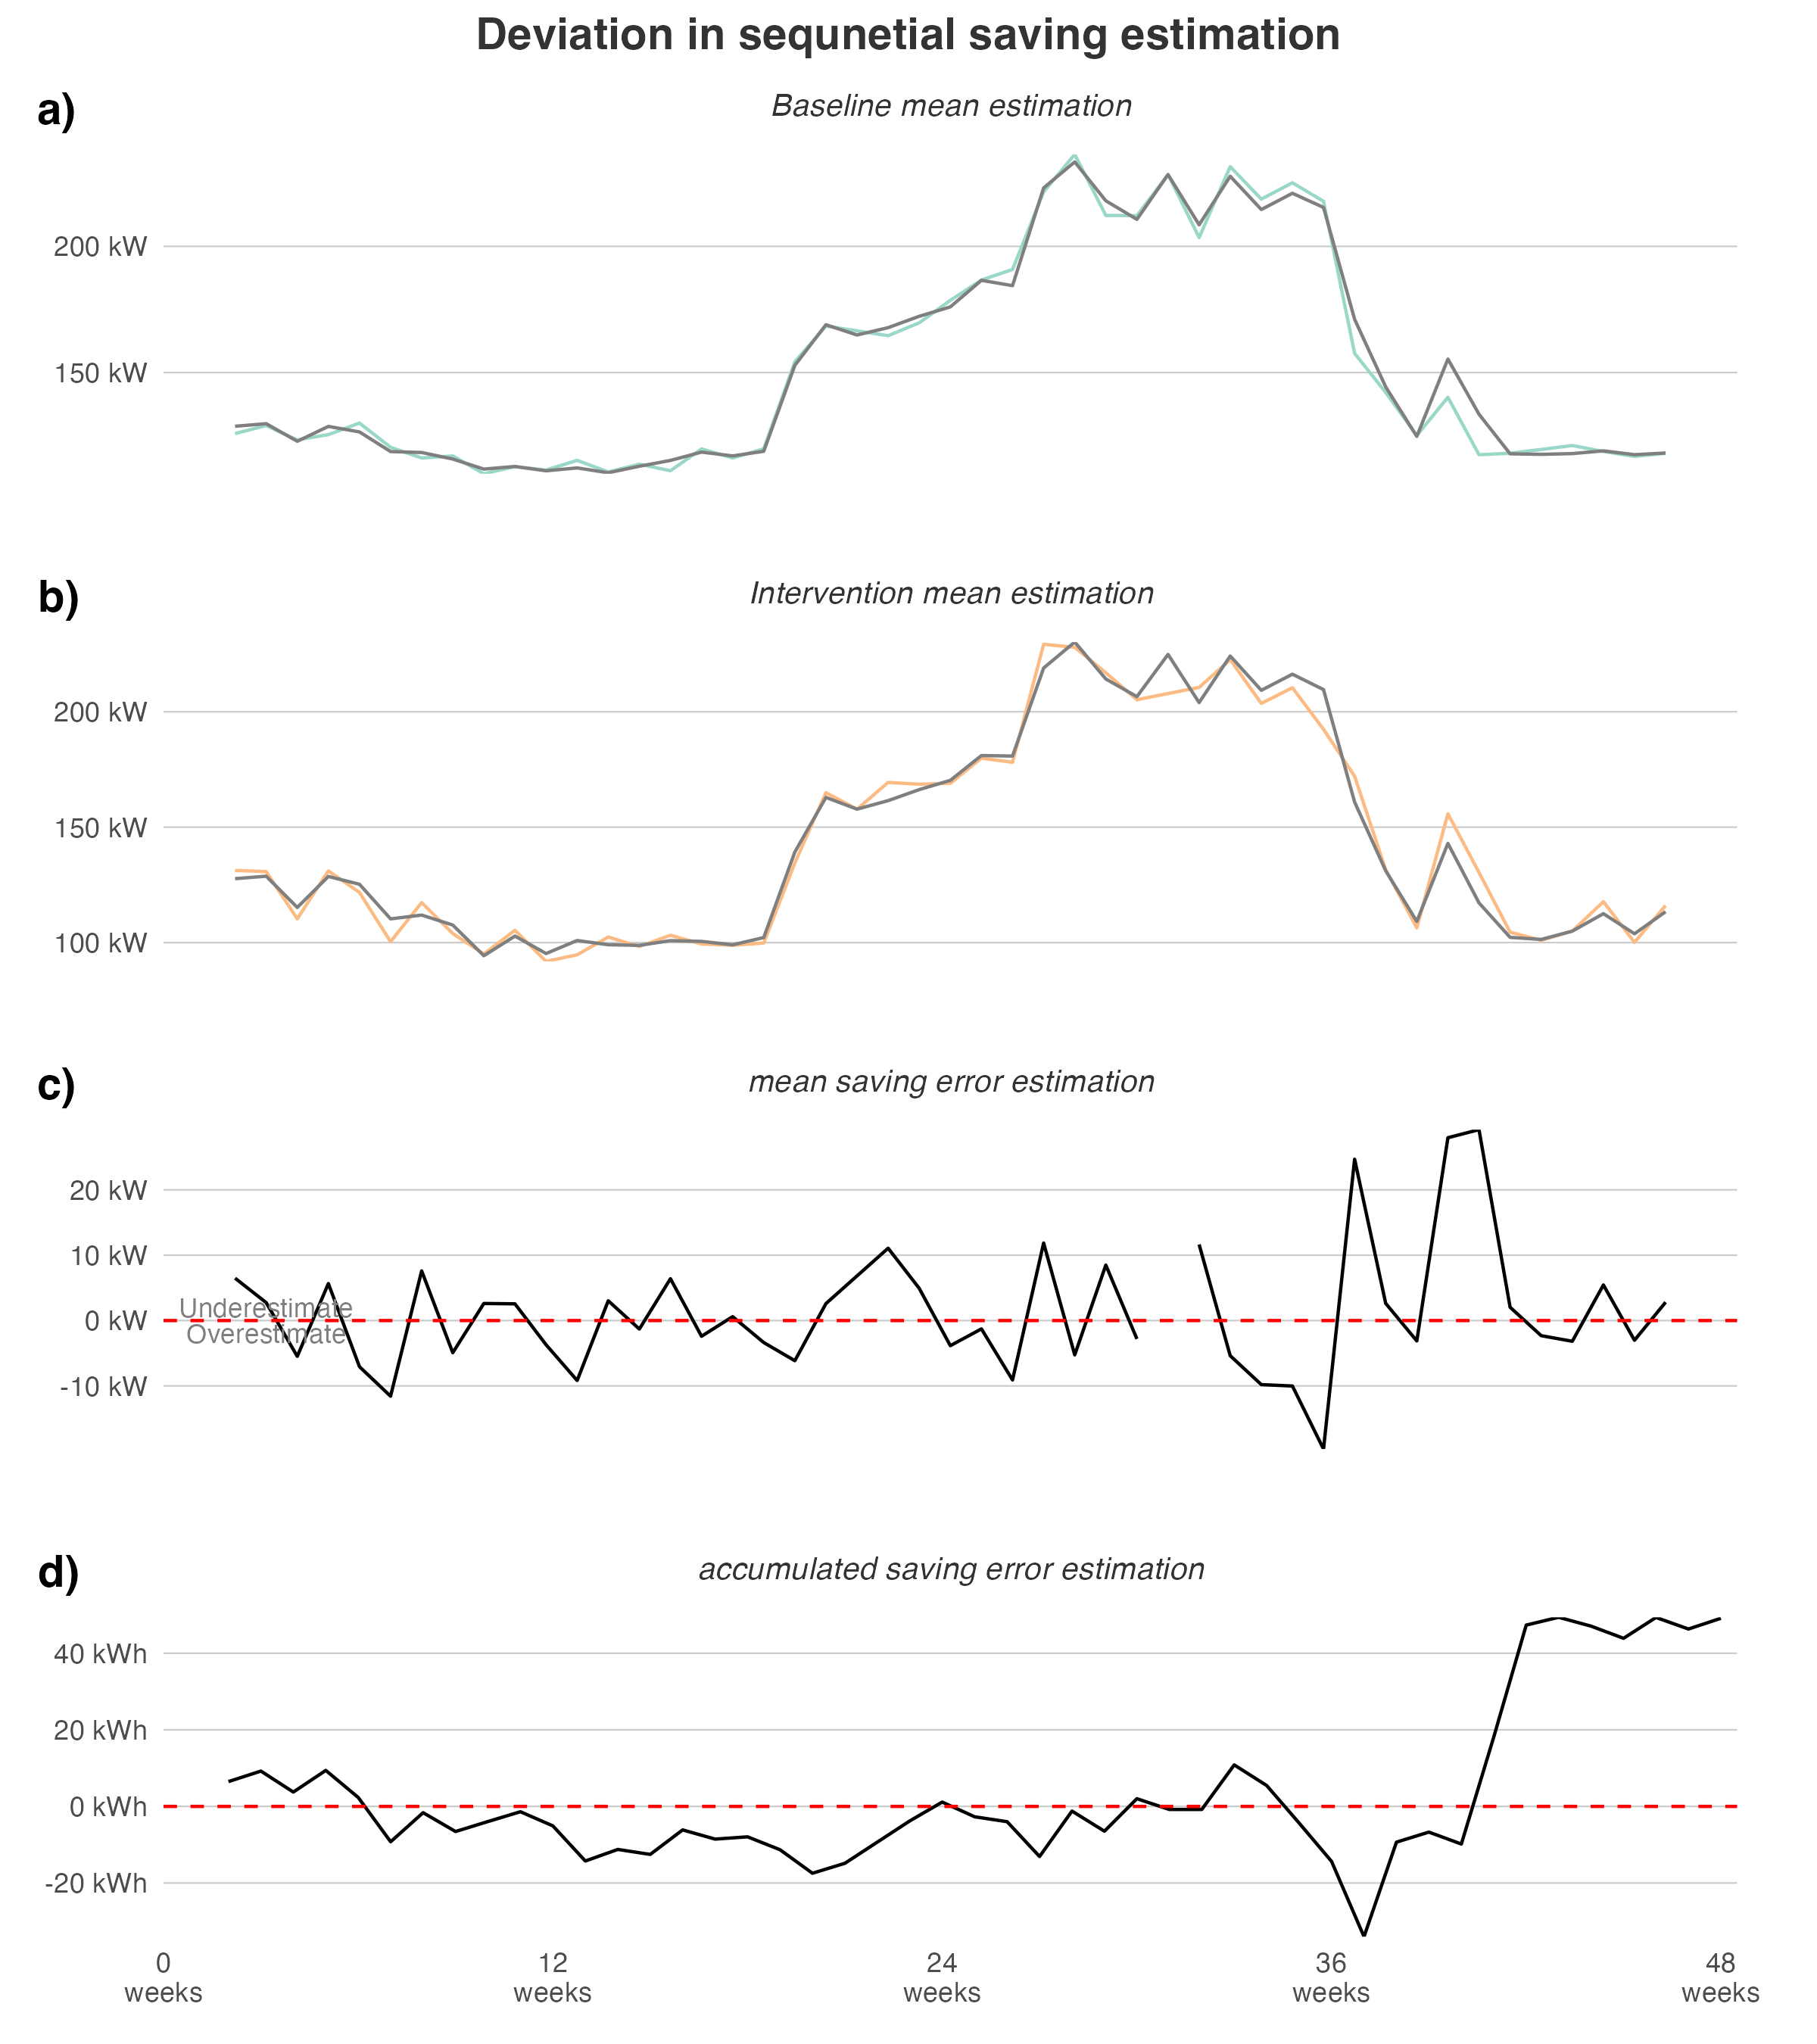 Deviation in sequnetial saving estimation
a)
Baseline mean estimation
200 kW
150 kW
b)
Intervention mean estimation
200 kW
150 kW
100 kW
c)
mean saving error estimation
20 kW
10 kW
Underestimate
0 kW
Overestimate
-10 kW
d)
accumulated saving error estimation
40 kWh
20 kWh
0 kWh
-20 kWh
0 12 24 36 48
weeks weeks weeks weeks weeks